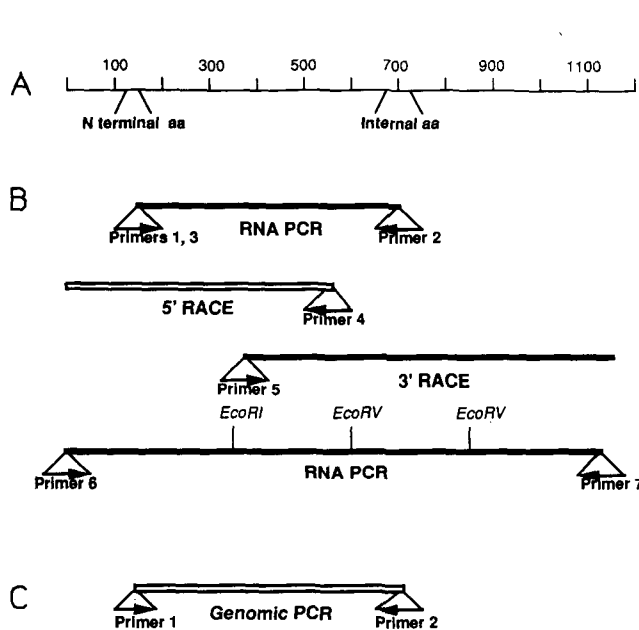 A
100 300 500 700 900 1100
N terminal aa Internal aa
B
Primers 1, 3 RNA PCR Primer 2
5' RACE
Primer 4
Primer 5 3' RACE
EcoRI EcoRV EcoRV
Primer 6 RNA PCR Primer 7
C
Primer 1 Genomic PCR Primer 2